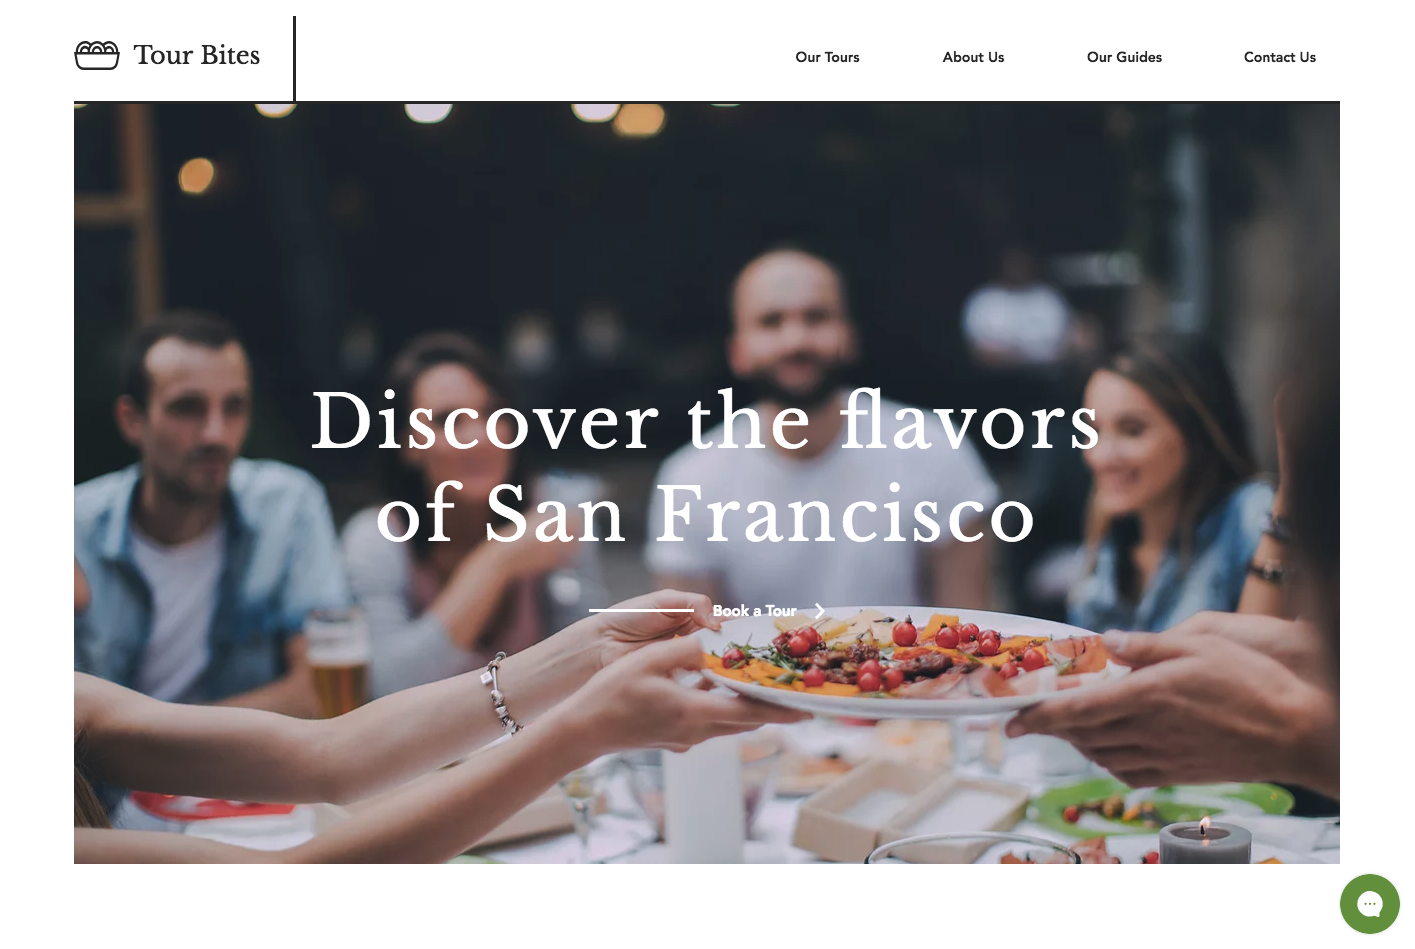 Tour Bites
Our Tours
About Us
Our Guides
Contact Us
Discover the flavors
of San Francisco
Book a Tour